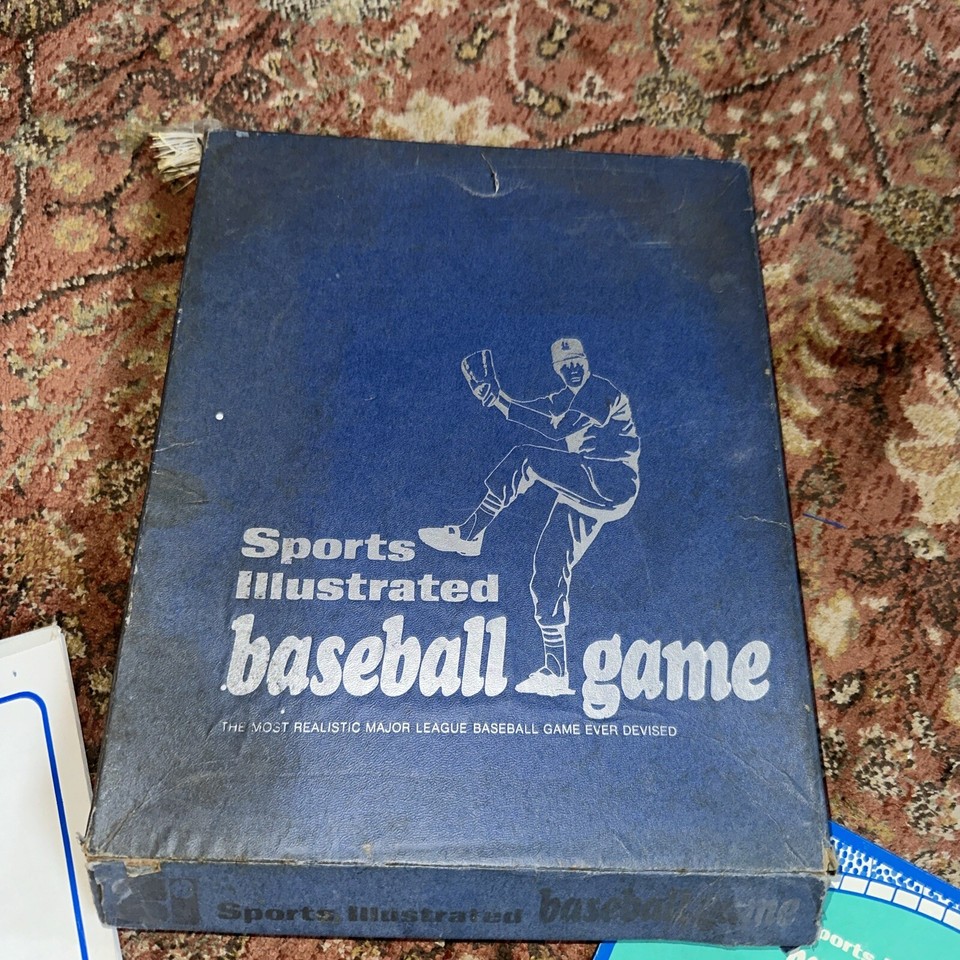 Sports
Illustrated
baseball game
THE MOST REALISTIC MAJOR LEAGUE BASEBALL GAME EVER DEVISED
Sports Illustrated baseball game